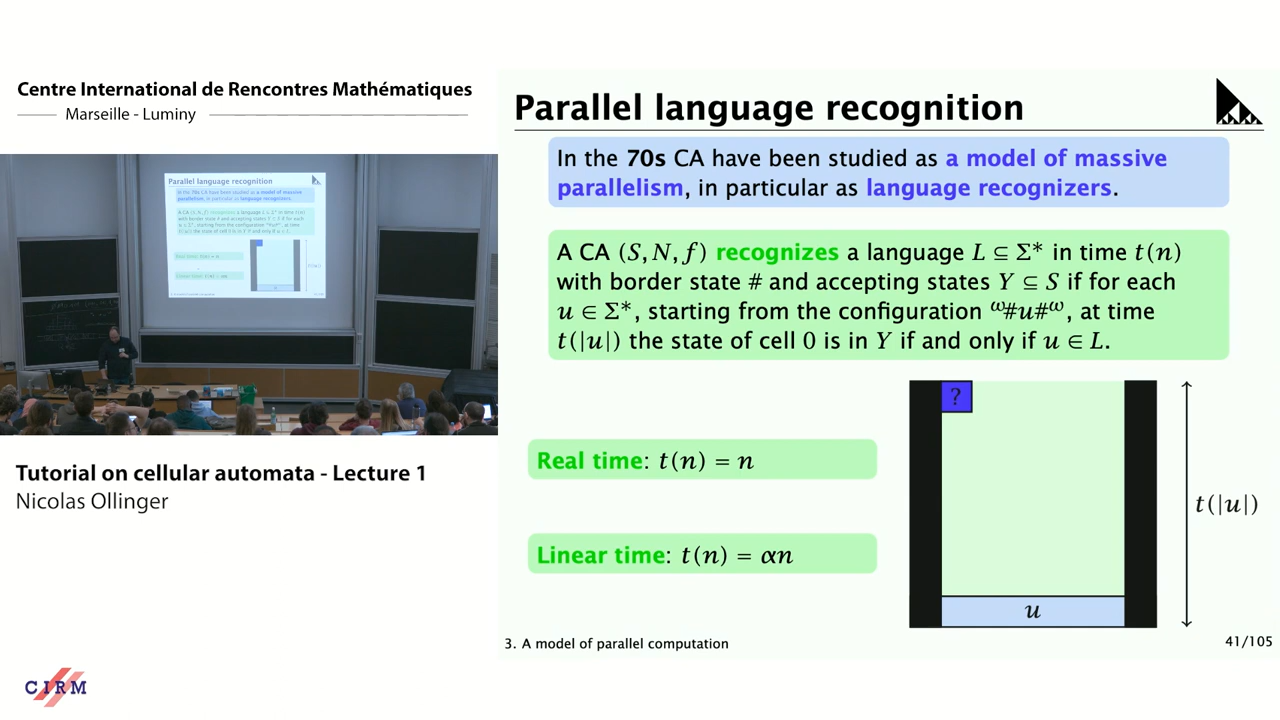 Centre International de Rencontres Mathématiques
Marseille - Luminy
Parallel language recognition
In the 70s CA have been studied as a model of massive
parallelism, in particular as language recognizers.
A CA (S, N, f) recognizes a language L ⊆ Σ* in time t(n)
with border state # and accepting states Y ⊆ S if for each
u ∈ Σ*, starting from the configuration ω#u#ω, at time
t(|u|) the state of cell 0 is in Y if and only if u ∈ L.
?
Real time: t(n) = n
t(|u|)
Linear time: t(n) = αn
u
3. A model of parallel computation
41/105
Tutorial on cellular automata - Lecture 1
Nicolas Ollinger
CIRM